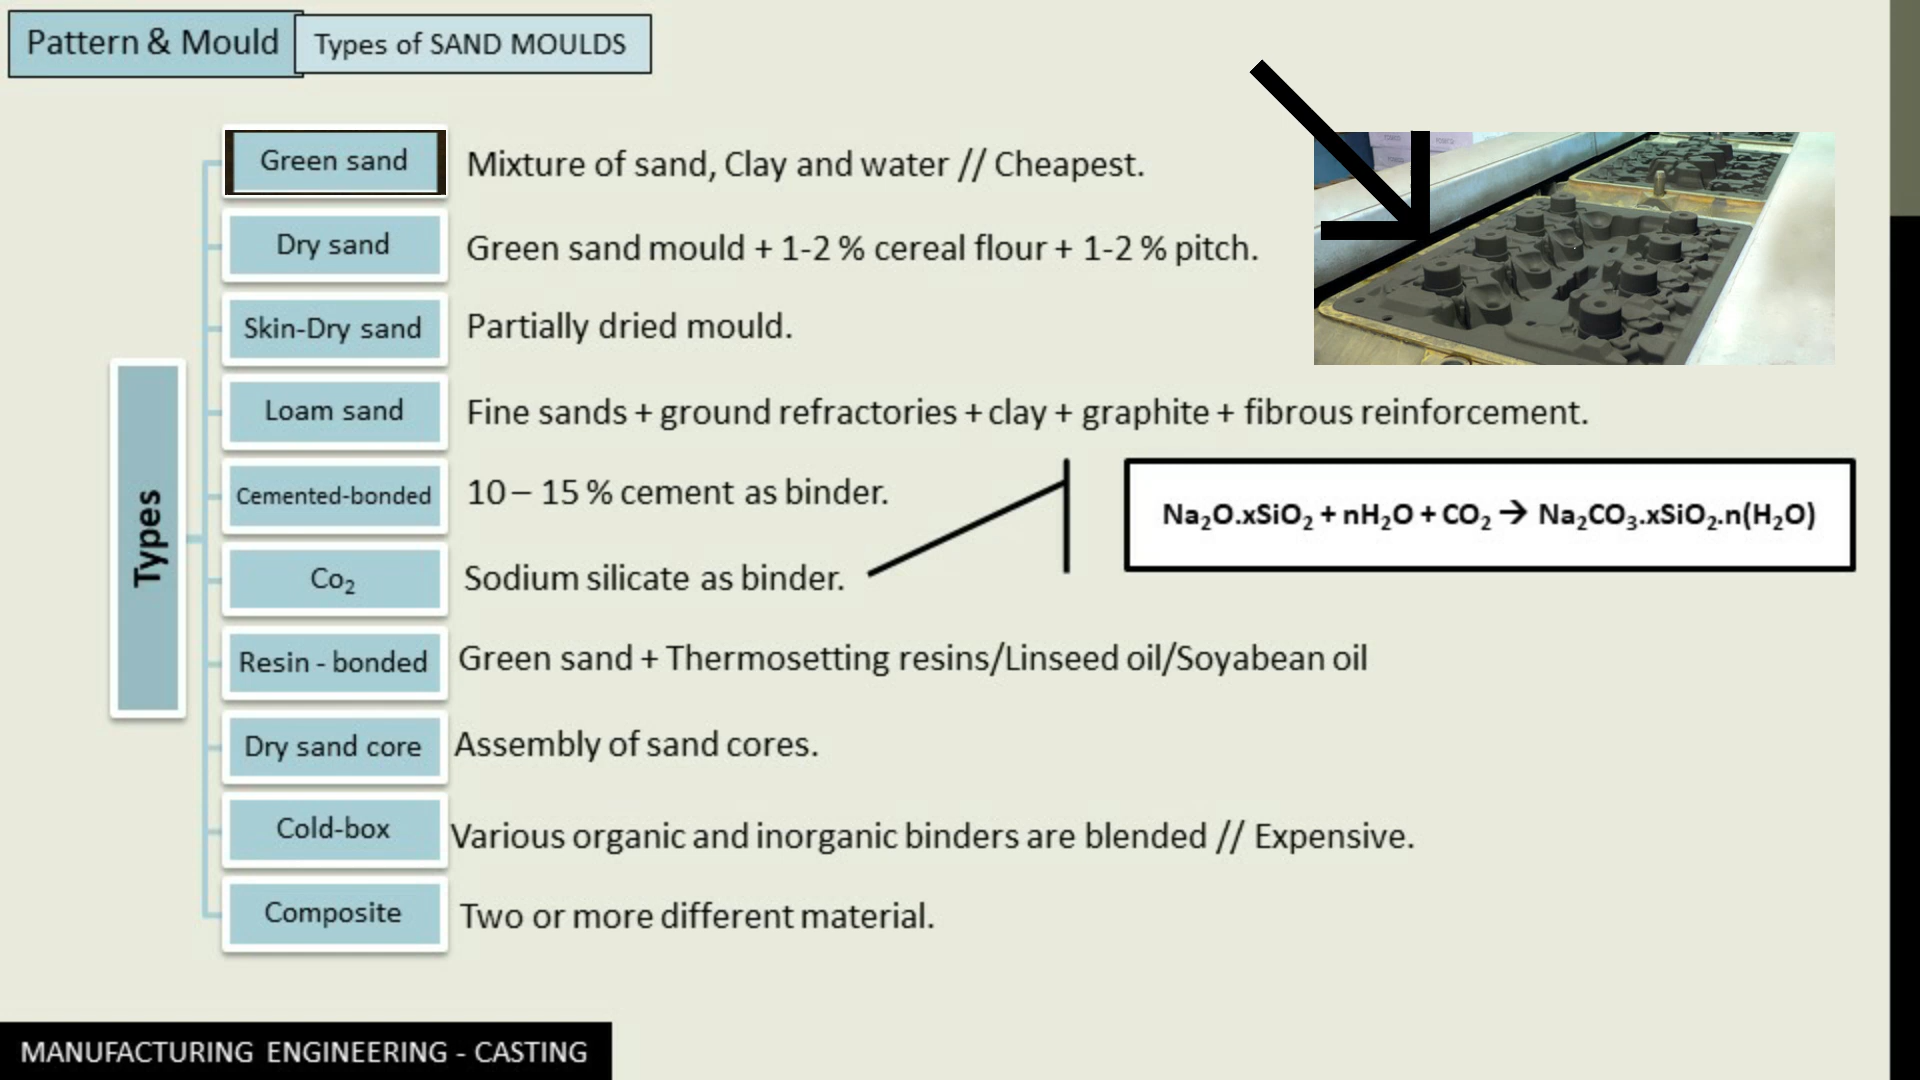 Pattern & Mould
Types of SAND MOULDS
Types
Green sand
Mixture of sand, Clay and water // Cheapest.
Dry sand
Green sand mould + 1-2 % cereal flour + 1-2 % pitch.
Skin-Dry sand
Partially dried mould.
Loam sand
Fine sands + ground refractories + clay + graphite + fibrous reinforcement.
Cemented-bonded
10 – 15 % cement as binder.
Na₂O.xSiO₂ + nH₂O + CO₂ → Na₂CO₃.xSiO₂.n(H₂O)
Co₂
Sodium silicate as binder.
Resin - bonded
Green sand + Thermosetting resins/Linseed oil/Soyabean oil
Dry sand core
Assembly of sand cores.
Cold-box
Various organic and inorganic binders are blended // Expensive.
Composite
Two or more different material.
MANUFACTURING ENGINEERING - CASTING